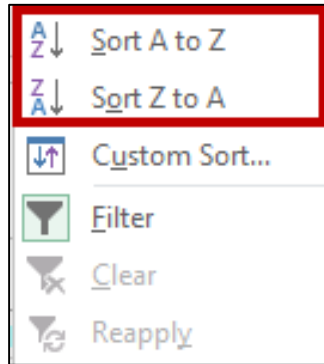 A
Z
Sort A to Z
Z
A
Sort Z to A
Custom Sort...
Filter
Clear
Reapply